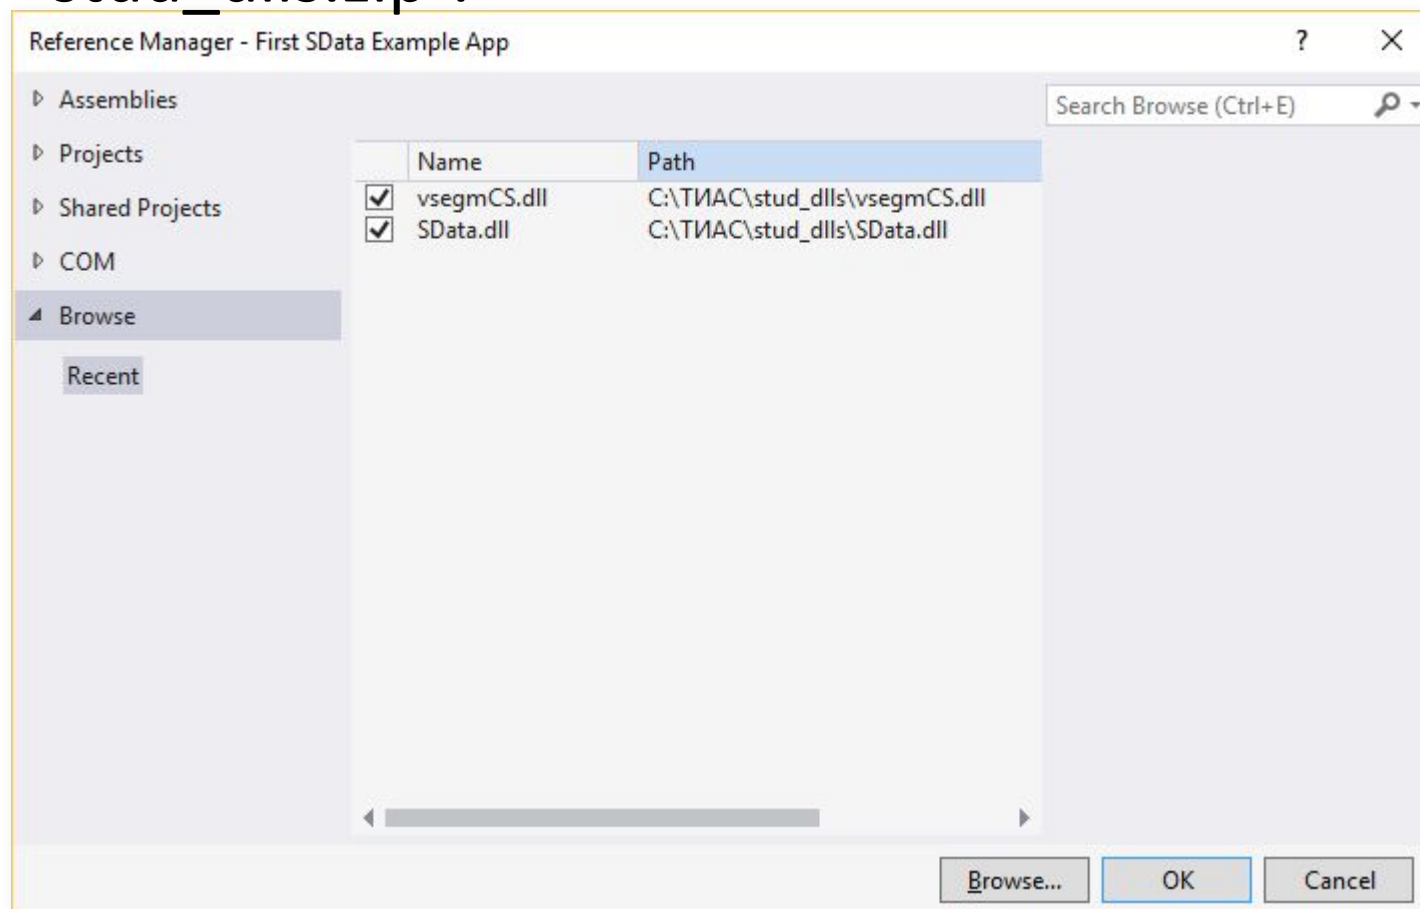 Reference Manager - First SData Example App ? ×
Assemblies
Search Browse (Ctrl+E)
Projects
Name Path
vsegmCS.dll C:\ТИАС\stud_dlls\vsegmCS.dll
Shared Projects
SData.dll C:\ТИАС\stud_dlls\SData.dll
COM
Browse
Recent
Browse... OK Cancel